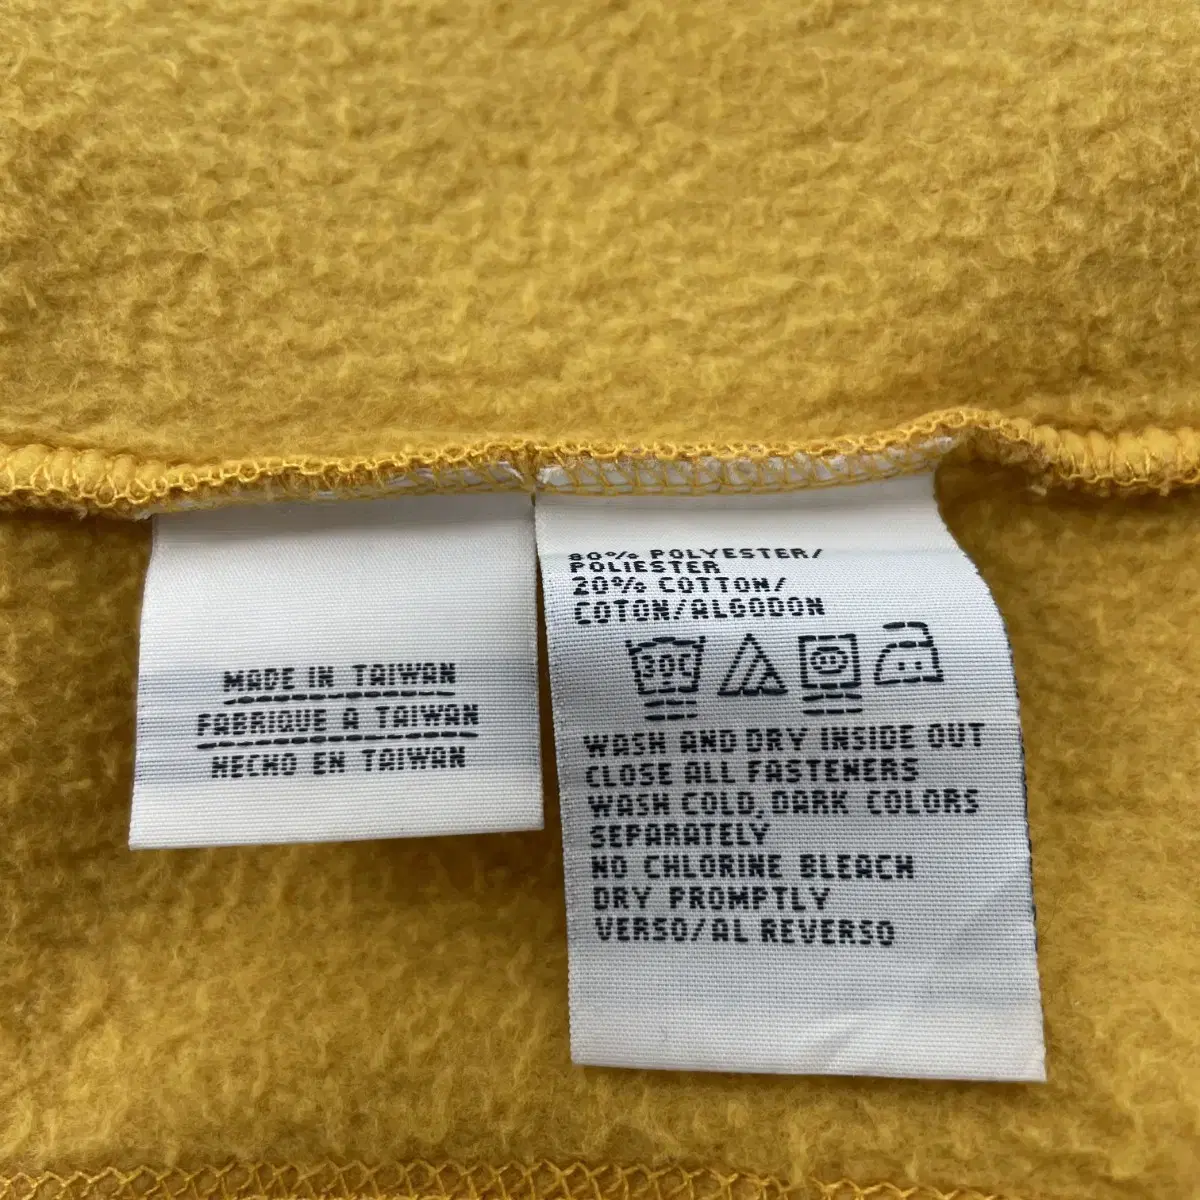 MADE IN TAIWAN
FABRIQUE A TAIWAN
HECHO EN TAIWAN
80% POLYESTER/
POLIESTER
20% COTTON/
COTON/ALGODON
30C
WASH AND DRY INSIDE OUT
CLOSE ALL FASTENERS
WASH COLD, DARK COLORS
SEPARATELY
NO CHLORINE BLEACH
DRY PROMPTLY
VERSO/AL REVERSO